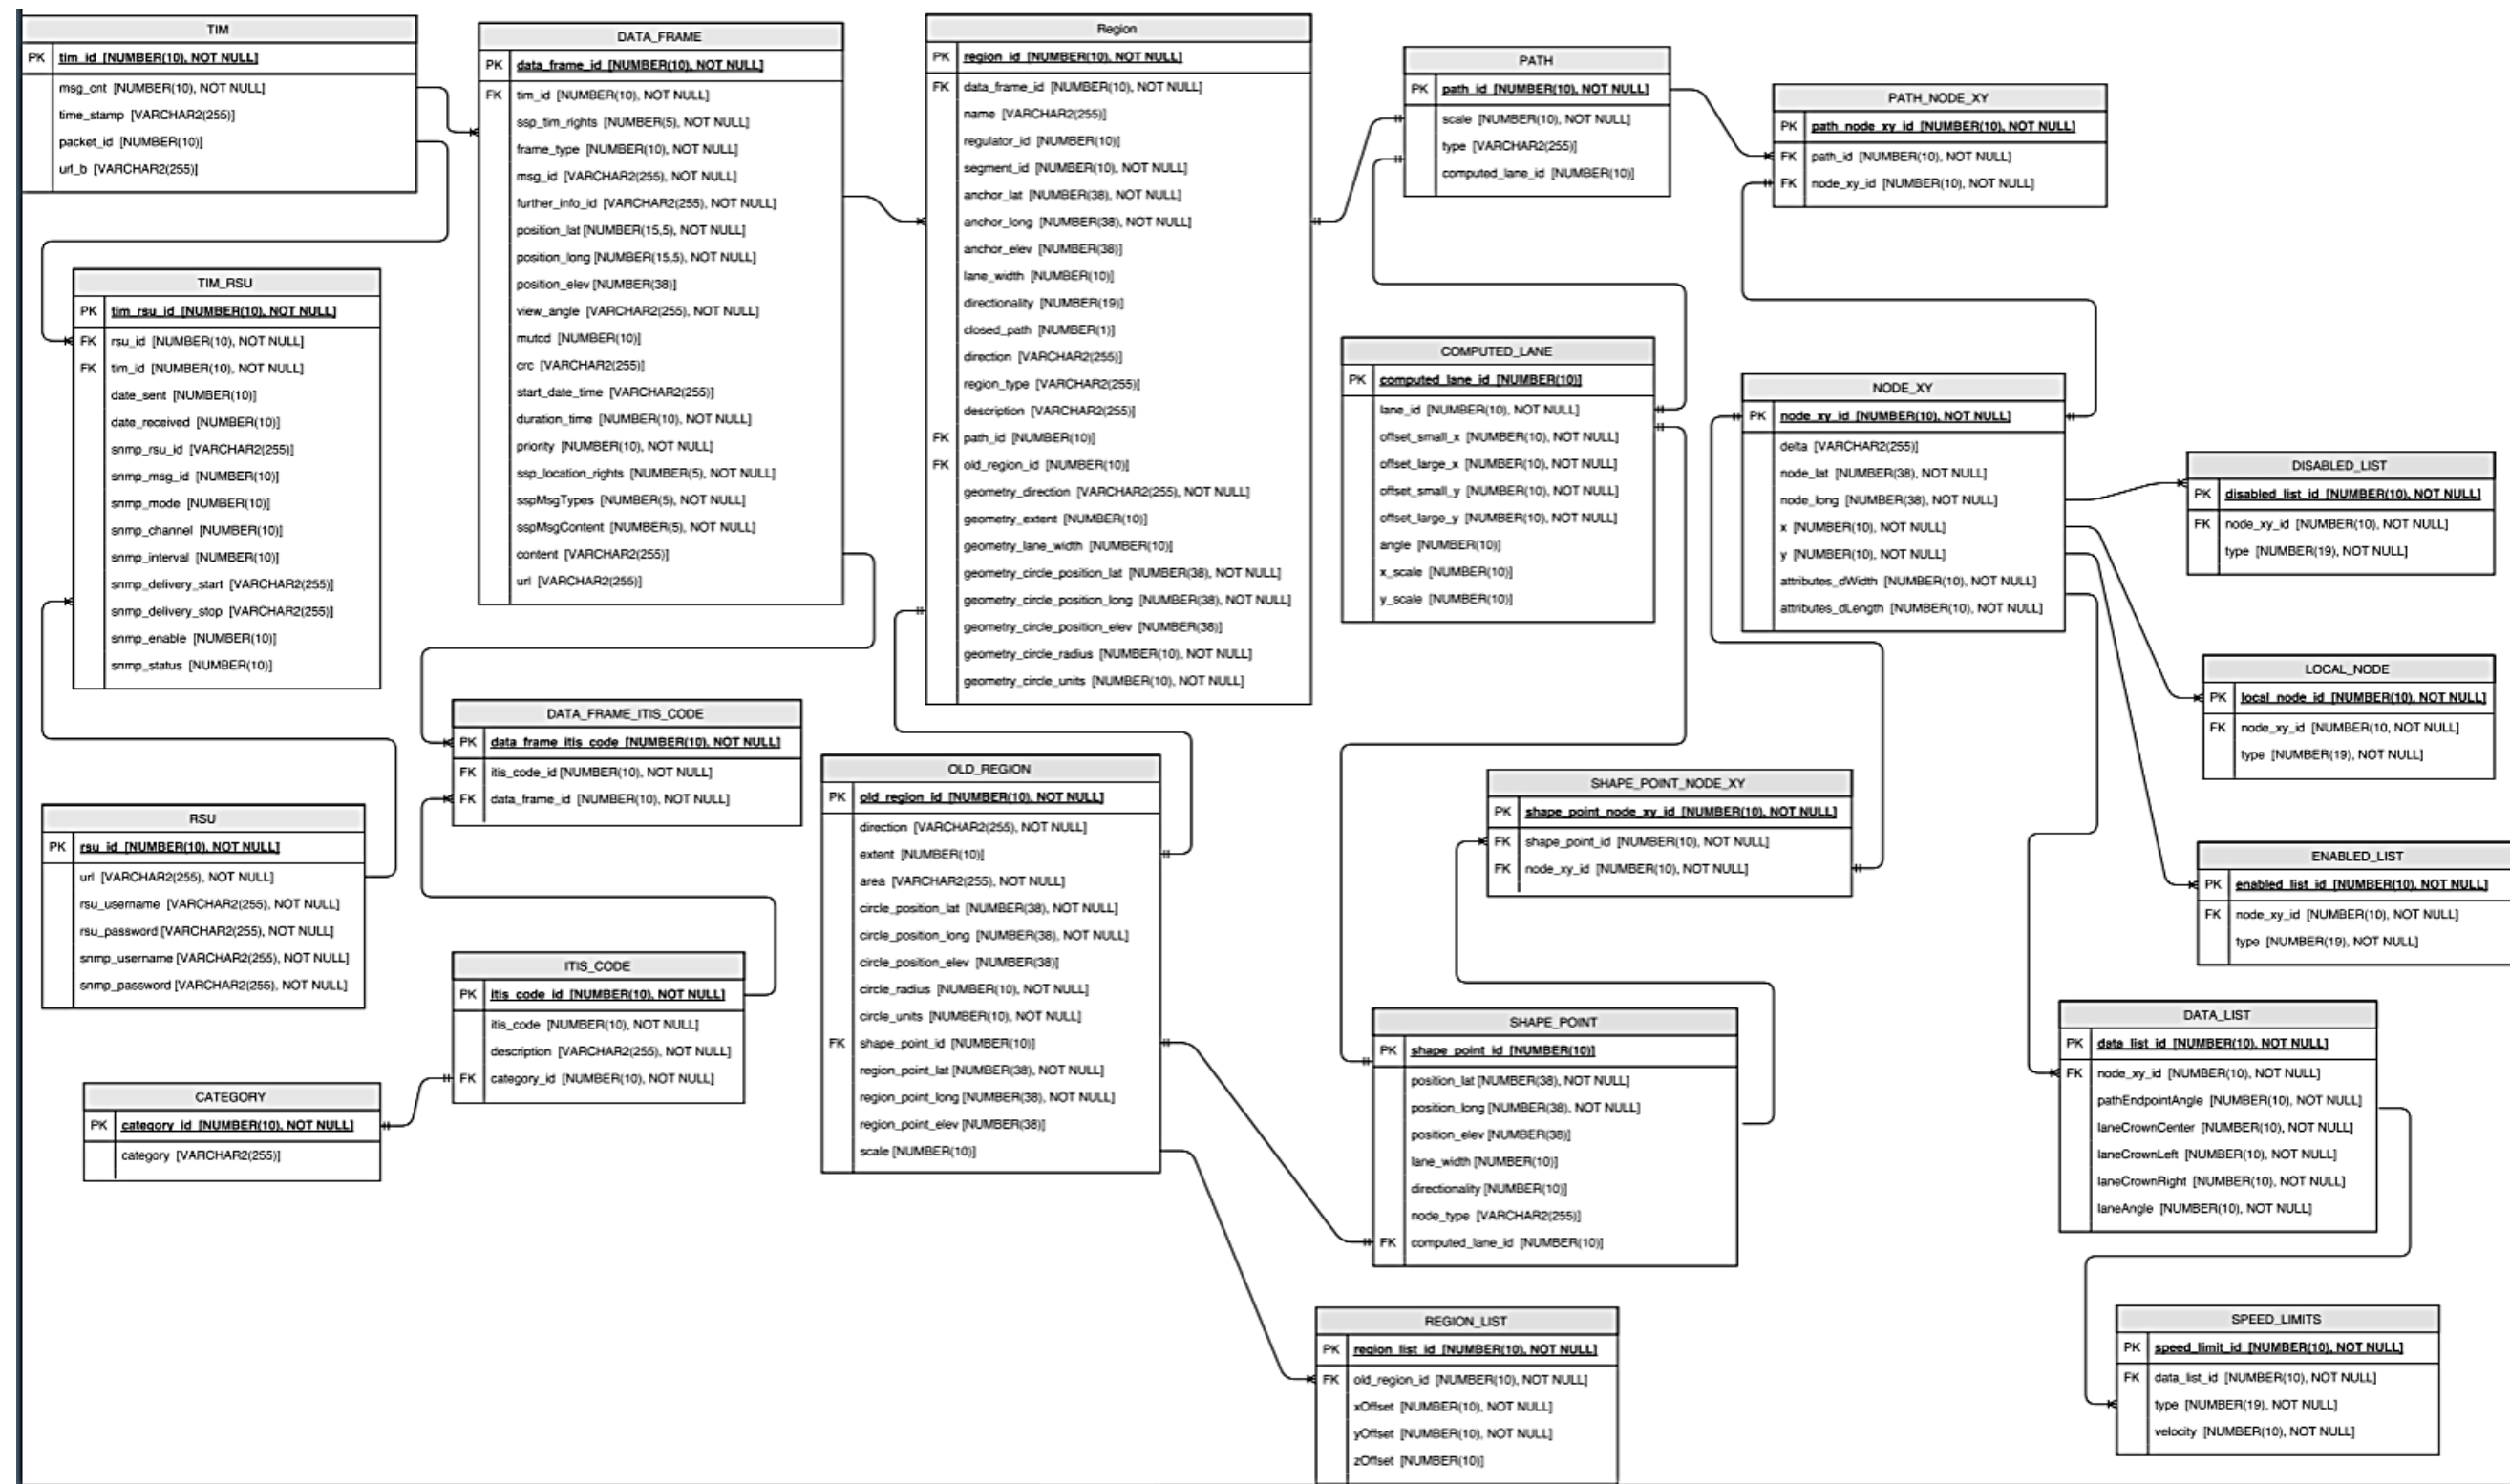 TIM
PK tim_id [NUMBER(10), NOT NULL]
msg_cnt [NUMBER(10), NOT NULL]
time_stamp [VARCHAR2(255)]
packet_id [NUMBER(10)]
url_b [VARCHAR2(255)]
DATA_FRAME
PK data_frame_id [NUMBER(10), NOT NULL]
FK tim_id [NUMBER(10), NOT NULL]
ssp_tim_rights [NUMBER(5), NOT NULL]
frame_type [NUMBER(10), NOT NULL]
msg_id [VARCHAR2(255), NOT NULL]
further_info_id [VARCHAR2(255), NOT NULL]
position_lat [NUMBER(15,5), NOT NULL]
position_long [NUMBER(15,5), NOT NULL]
position_elev [NUMBER(38)]
view_angle [VARCHAR2(255), NOT NULL]
mutcd [NUMBER(10)]
crc [VARCHAR2(255)]
start_date_time [VARCHAR2(255)]
duration_time [NUMBER(10), NOT NULL]
priority [NUMBER(10), NOT NULL]
ssp_location_rights [NUMBER(5), NOT NULL]
sspMsgTypes [NUMBER(5), NOT NULL]
sspMsgContent [NUMBER(5), NOT NULL]
content [VARCHAR2(255)]
url [VARCHAR2(255)]
Region
PK region_id [NUMBER(10), NOT NULL]
FK data_frame_id [NUMBER(10), NOT NULL]
name [VARCHAR2(255)]
regulator_id [NUMBER(10)]
segment_id [NUMBER(10), NOT NULL]
anchor_lat [NUMBER(38), NOT NULL]
anchor_long [NUMBER(38), NOT NULL]
anchor_elev [NUMBER(38)]
lane_width [NUMBER(10)]
directionality [NUMBER(19)]
closed_path [NUMBER(1)]
direction [VARCHAR2(255)]
region_type [VARCHAR2(255)]
description [VARCHAR2(255)]
FK path_id [NUMBER(10)]
FK old_region_id [NUMBER(10)]
geometry_direction [VARCHAR2(255), NOT NULL]
geometry_extent [NUMBER(10)]
geometry_lane_width [NUMBER(10)]
geometry_circle_position_lat [NUMBER(38), NOT NULL]
geometry_circle_position_long [NUMBER(38), NOT NULL]
geometry_circle_position_elev [NUMBER(38)]
geometry_circle_radius [NUMBER(10), NOT NULL]
geometry_circle_units [NUMBER(10), NOT NULL]
PATH
PK path_id [NUMBER(10), NOT NULL]
scale [NUMBER(10), NOT NULL]
type [VARCHAR2(255)]
computed_lane_id [NUMBER(10)]
PATH_NODE_XY
PK path_node_xy_id [NUMBER(10), NOT NULL]
FK path_id [NUMBER(10), NOT NULL]
FK node_xy_id [NUMBER(10), NOT NULL]
TIM_RSU
PK tim_rsu_id [NUMBER(10), NOT NULL]
FK rsu_id [NUMBER(10), NOT NULL]
FK tim_id [NUMBER(10), NOT NULL]
date_sent [NUMBER(10)]
date_received [NUMBER(10)]
snmp_rsu_id [VARCHAR2(255)]
snmp_msg_id [NUMBER(10)]
snmp_mode [NUMBER(10)]
snmp_channel [NUMBER(10)]
snmp_interval [NUMBER(10)]
snmp_delivery_start [VARCHAR2(255)]
snmp_delivery_stop [VARCHAR2(255)]
snmp_enable [NUMBER(10)]
snmp_status [NUMBER(10)]
COMPUTED_LANE
PK computed_lane_id [NUMBER(10)]
lane_id [NUMBER(10), NOT NULL]
offset_small_x [NUMBER(10), NOT NULL]
offset_large_x [NUMBER(10), NOT NULL]
offset_small_y [NUMBER(10), NOT NULL]
offset_large_y [NUMBER(10), NOT NULL]
angle [NUMBER(10)]
x_scale [NUMBER(10)]
y_scale [NUMBER(10)]
NODE_XY
PK node_xy_id [NUMBER(10), NOT NULL]
delta [VARCHAR2(255)]
node_lat [NUMBER(38), NOT NULL]
node_long [NUMBER(38), NOT NULL]
x [NUMBER(10), NOT NULL]
y [NUMBER(10), NOT NULL]
attributes_dWidth [NUMBER(10), NOT NULL]
attributes_dLength [NUMBER(10), NOT NULL]
DISABLED_LIST
PK disabled_list_id [NUMBER(10), NOT NULL]
FK node_xy_id [NUMBER(10), NOT NULL]
type [NUMBER(19), NOT NULL]
LOCAL_NODE
PK local_node_id [NUMBER(10), NOT NULL]
FK node_xy_id [NUMBER(10, NOT NULL]
type [NUMBER(19), NOT NULL]
DATA_FRAME_ITIS_CODE
PK data_frame_itis_code [NUMBER(10), NOT NULL]
FK itis_code_id [NUMBER(10), NOT NULL]
FK data_frame_id [NUMBER(10), NOT NULL]
OLD_REGION
PK old_region_id [NUMBER(10), NOT NULL]
direction [VARCHAR2(255), NOT NULL]
extent [NUMBER(10)]
area [VARCHAR2(255), NOT NULL]
circle_position_lat [NUMBER(38), NOT NULL]
circle_position_long [NUMBER(38), NOT NULL]
circle_position_elev [NUMBER(38)]
circle_radius [NUMBER(10), NOT NULL]
circle_units [NUMBER(10), NOT NULL]
FK shape_point_id [NUMBER(10)]
region_point_lat [NUMBER(38), NOT NULL]
region_point_long [NUMBER(38), NOT NULL]
region_point_elev [NUMBER(38)]
scale [NUMBER(10)]
SHAPE_POINT_NODE_XY
PK shape_point_node_xy_id [NUMBER(10), NOT NULL]
FK shape_point_id [NUMBER(10), NOT NULL]
FK node_xy_id [NUMBER(10), NOT NULL]
RSU
PK rsu_id [NUMBER(10), NOT NULL]
url [VARCHAR2(255), NOT NULL]
rsu_username [VARCHAR2(255), NOT NULL]
rsu_password [VARCHAR2(255), NOT NULL]
snmp_username [VARCHAR2(255), NOT NULL]
snmp_password [VARCHAR2(255), NOT NULL]
ENABLED_LIST
PK enabled_list_id [NUMBER(10), NOT NULL]
FK node_xy_id [NUMBER(10), NOT NULL]
type [NUMBER(19), NOT NULL]
ITIS_CODE
PK itis_code_id [NUMBER(10), NOT NULL]
itis_code [NUMBER(10), NOT NULL]
description [VARCHAR2(255), NOT NULL]
FK category_id [NUMBER(10), NOT NULL]
SHAPE_POINT
PK shape_point_id [NUMBER(10)]
position_lat [NUMBER(38), NOT NULL]
position_long [NUMBER(38), NOT NULL]
position_elev [NUMBER(38)]
lane_width [NUMBER(10)]
directionality [NUMBER(10)]
node_type [VARCHAR2(255)]
FK computed_lane_id [NUMBER(10)]
DATA_LIST
PK data_list_id [NUMBER(10), NOT NULL]
FK node_xy_id [NUMBER(10), NOT NULL]
pathEndpointAngle [NUMBER(10), NOT NULL]
laneCrownCenter [NUMBER(10), NOT NULL]
laneCrownLeft [NUMBER(10), NOT NULL]
laneCrownRight [NUMBER(10), NOT NULL]
laneAngle [NUMBER(10), NOT NULL]
CATEGORY
PK category_id [NUMBER(10), NOT NULL]
category [VARCHAR2(255)]
REGION_LIST
PK region_list_id [NUMBER(10), NOT NULL]
FK old_region_id [NUMBER(10), NOT NULL]
xOffset [NUMBER(10), NOT NULL]
yOffset [NUMBER(10), NOT NULL]
zOffset [NUMBER(10)]
SPEED_LIMITS
PK speed_limit_id [NUMBER(10), NOT NULL]
FK data_list_id [NUMBER(10), NOT NULL]
type [NUMBER(19), NOT NULL]
velocity [NUMBER(10), NOT NULL]